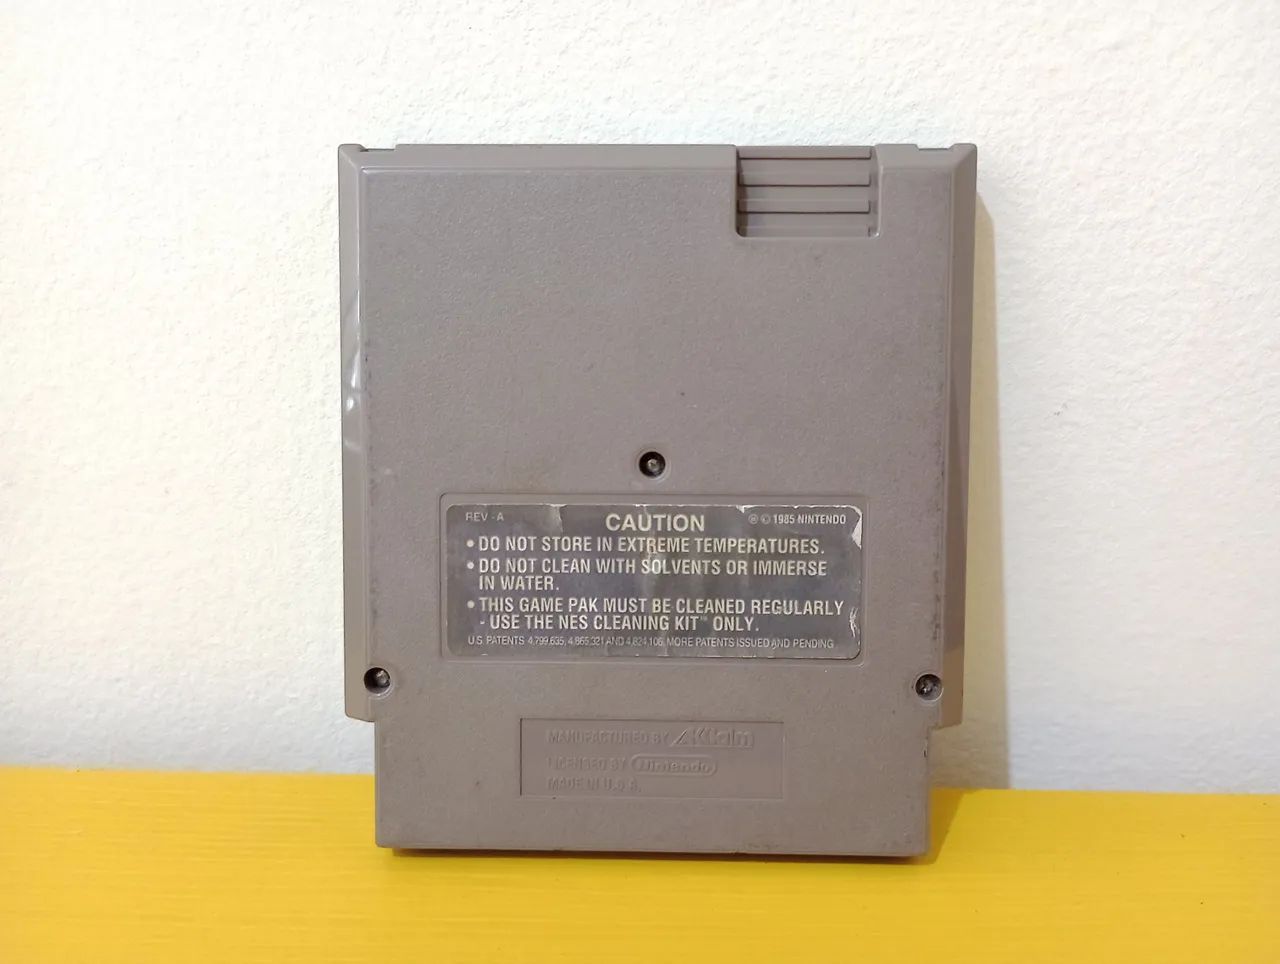 REV-A CAUTION ® © 1985 NINTENDO
• DO NOT STORE IN EXTREME TEMPERATURES.
• DO NOT CLEAN WITH SOLVENTS OR IMMERSE
IN WATER.
• THIS GAME PAK MUST BE CLEANED REGULARLY
- USE THE NES CLEANING KIT™ ONLY.
U.S. PATENTS 4,799,635, 4,865,321 AND 4,824,106, MORE PATENTS ISSUED AND PENDING
MANUFACTURED BY AKlaim
LICENSED BY Nintendo
MADE IN U.S.A.